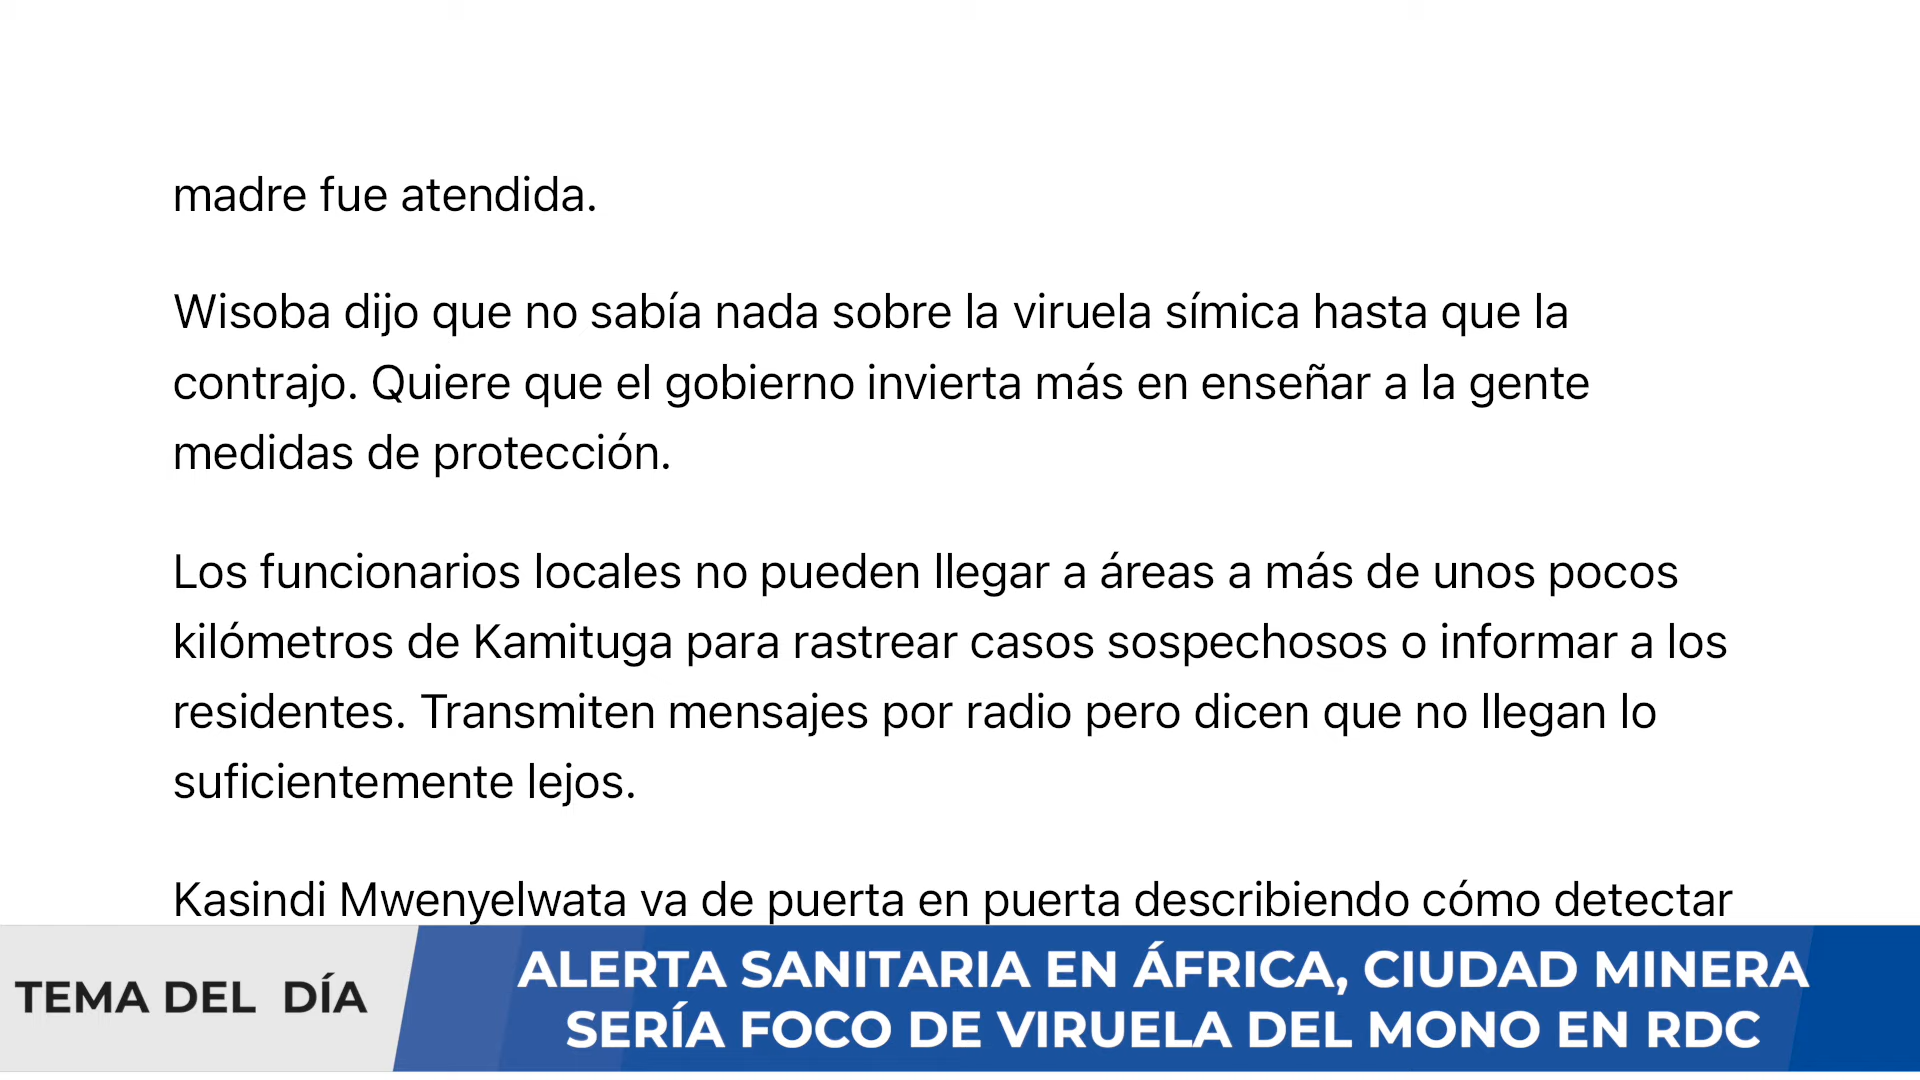 madre fue atendida.
Wisoba dijo que no sabía nada sobre la viruela símica hasta que la
contrajo. Quiere que el gobierno invierta más en enseñar a la gente
medidas de protección.
Los funcionarios locales no pueden llegar a áreas a más de unos pocos
kilómetros de Kamituga para rastrear casos sospechosos o informar a los
residentes. Transmiten mensajes por radio pero dicen que no llegan lo
suficientemente lejos.
Kasindi Mwenyelwata va de puerta en puerta describiendo cómo detectar
TEMA DEL DÍA
ALERTA SANITARIA EN ÁFRICA, CIUDAD MINERA
SERÍA FOCO DE VIRUELA DEL MONO EN RDC